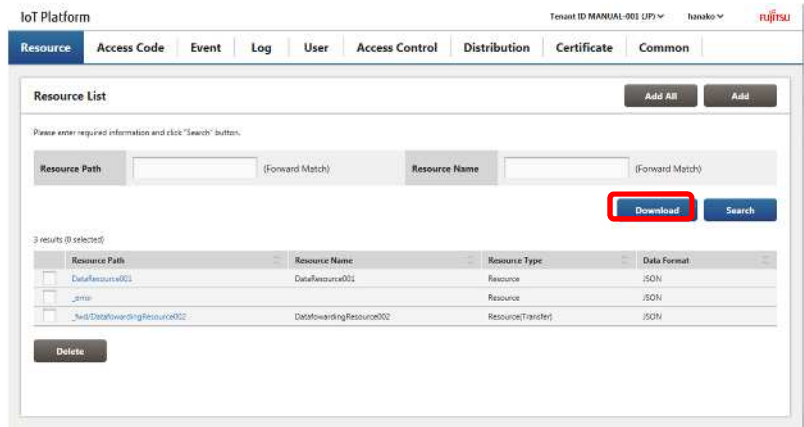 IoT Platform Tenant ID MANUAL-001 (JP) hanako FUJITSU
Resource Access Code Event Log User Access Control Distribution Certificate Common
Resource List Add All Add
Please enter required information and click "Search" button.
Resource Path (Forward Match) Resource Name (Forward Match)
Download Search
3 results (0 selected)
Resource Path Resource Name Resource Type Data Format
DataResource001 DataResource001 Resource JSON
_error Resource JSON
_fwd/DatafowardingResource002 DatafowardingResource002 Resource(Transfer) JSON
Delete